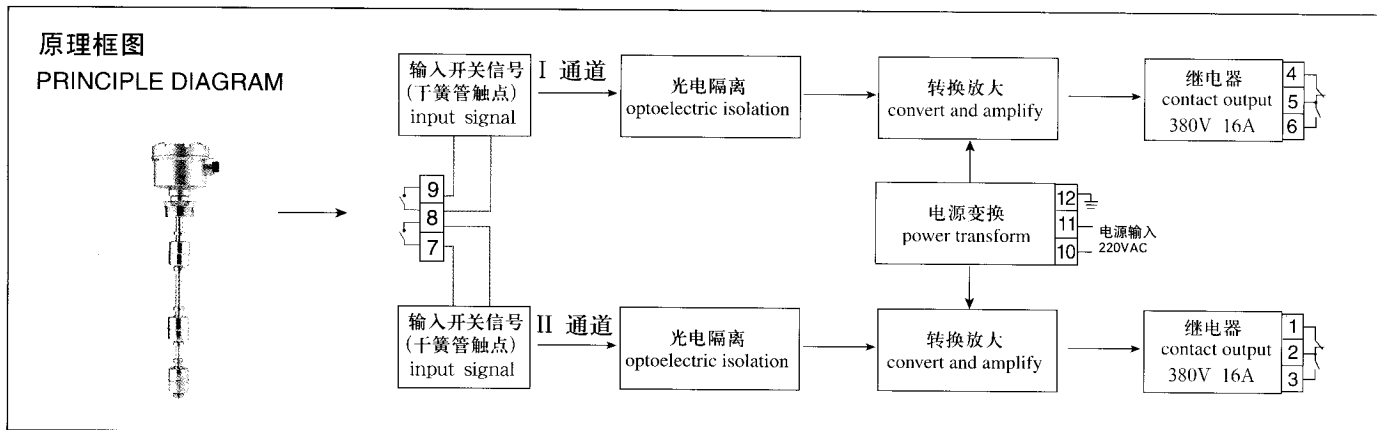 原理框图
PRINCIPLE DIAGRAM
输入开关信号
(干簧管触点)
input signal
I 通道
光电隔离
optoelectric isolation
转换放大
convert and amplify
继电器
contact output
380V 16A
4
5
6
9
8
7
电源变换
power transform
12
11
10
电源输入
220VAC
输入开关信号
(干簧管触点)
input signal
II 通道
光电隔离
optoelectric isolation
转换放大
convert and amplify
继电器
contact output
380V 16A
1
2
3